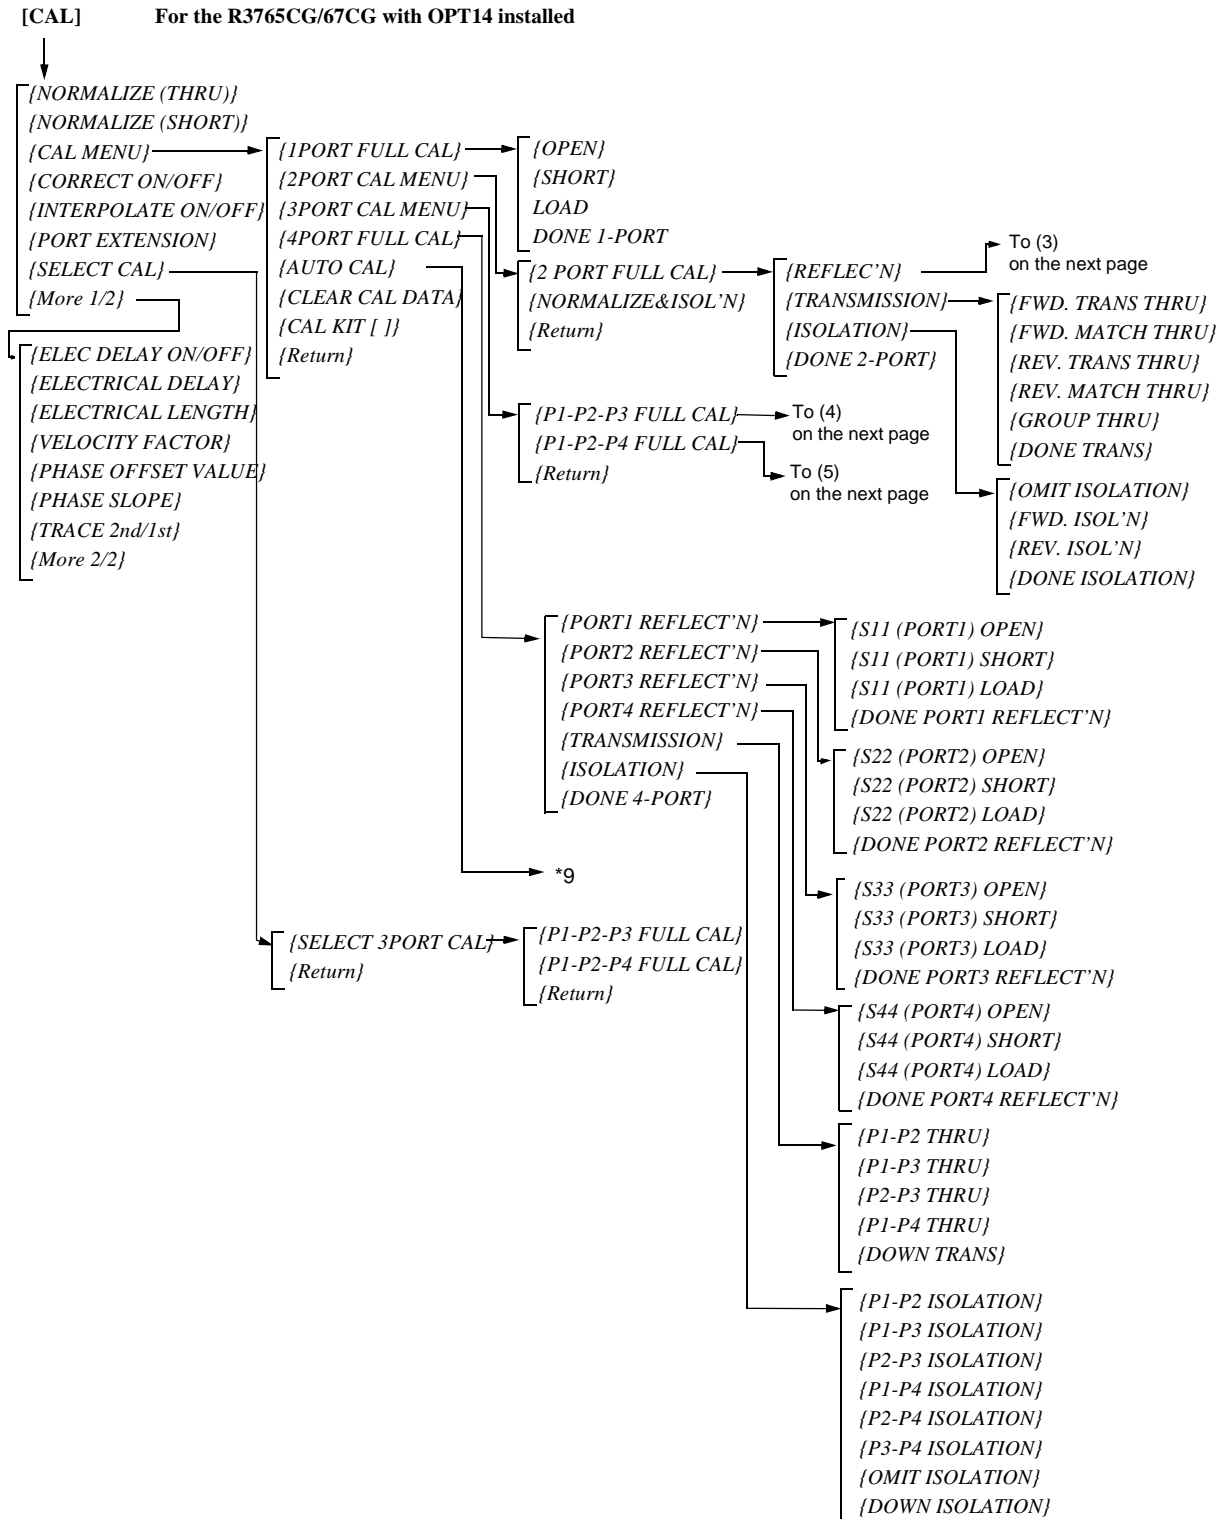 [CAL] For the R3765CG/67CG with OPT14 installed
{NORMALIZE (THRU)}
{NORMALIZE (SHORT)}
{CAL MENU}
{CORRECT ON/OFF}
{INTERPOLATE ON/OFF}
{PORT EXTENSION}
{SELECT CAL}
{More 1/2}
{ELEC DELAY ON/OFF}
{ELECTRICAL DELAY}
{ELECTRICAL LENGTH}
{VELOCITY FACTOR}
{PHASE OFFSET VALUE}
{PHASE SLOPE}
{TRACE 2nd/1st}
{More 2/2}
{1PORT FULL CAL}
{2PORT CAL MENU}
{3PORT CAL MENU}
{4PORT FULL CAL}
{AUTO CAL}
{CLEAR CAL DATA}
{CAL KIT [ ]}
{Return}
{OPEN}
{SHORT}
LOAD
DONE 1-PORT
{2 PORT FULL CAL}
{NORMALIZE&ISOL'N}
{Return}
{REFLEC'N}
{TRANSMISSION}
{ISOLATION}
{DONE 2-PORT}
To (3)
on the next page
{FWD. TRANS THRU}
{FWD. MATCH THRU}
{REV. TRANS THRU}
{REV. MATCH THRU}
{GROUP THRU}
{DONE TRANS}
{OMIT ISOLATION}
{FWD. ISOL'N}
{REV. ISOL'N}
{DONE ISOLATION}
{P1-P2-P3 FULL CAL}
{P1-P2-P4 FULL CAL}
{Return}
To (4)
on the next page
To (5)
on the next page
{PORT1 REFLECT'N}
{PORT2 REFLECT'N}
{PORT3 REFLECT'N}
{PORT4 REFLECT'N}
{TRANSMISSION}
{ISOLATION}
{DONE 4-PORT}
{S11 (PORT1) OPEN}
{S11 (PORT1) SHORT}
{S11 (PORT1) LOAD}
{DONE PORT1 REFLECT'N}
{S22 (PORT2) OPEN}
{S22 (PORT2) SHORT}
{S22 (PORT2) LOAD}
{DONE PORT2 REFLECT'N}
{S33 (PORT3) OPEN}
{S33 (PORT3) SHORT}
{S33 (PORT3) LOAD}
{DONE PORT3 REFLECT'N}
{S44 (PORT4) OPEN}
{S44 (PORT4) SHORT}
{S44 (PORT4) LOAD}
{DONE PORT4 REFLECT'N}
{P1-P2 THRU}
{P1-P3 THRU}
{P2-P3 THRU}
{P1-P4 THRU}
{DOWN TRANS}
{P1-P2 ISOLATION}
{P1-P3 ISOLATION}
{P2-P3 ISOLATION}
{P1-P4 ISOLATION}
{P2-P4 ISOLATION}
{P3-P4 ISOLATION}
{OMIT ISOLATION}
{DOWN ISOLATION}
*9
{SELECT 3PORT CAL}
{Return}
{P1-P2-P3 FULL CAL}
{P1-P2-P4 FULL CAL}
{Return}